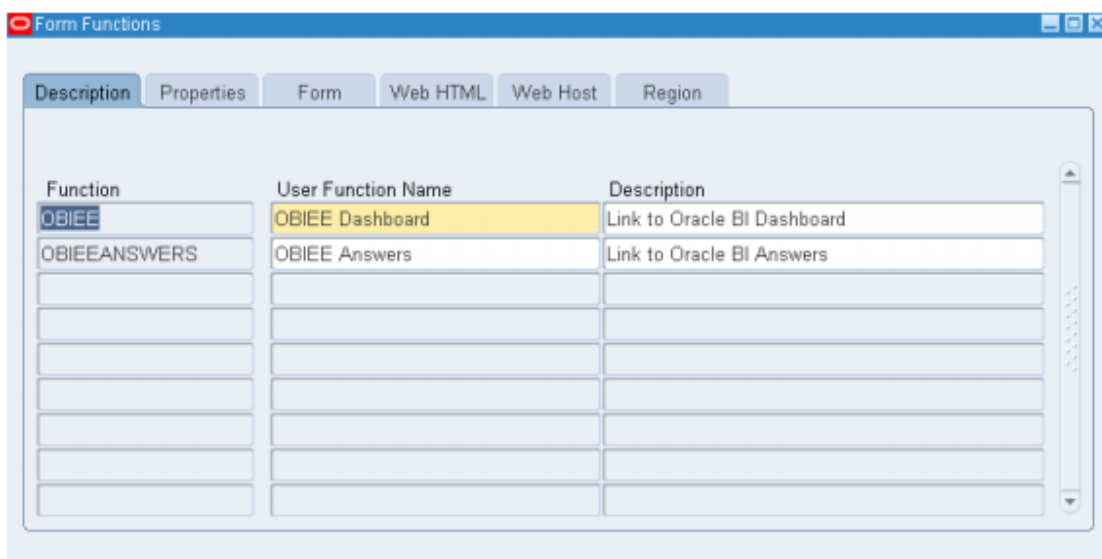 Form Functions
Description Properties Form Web HTML Web Host Region
Function User Function Name Description
OBIEE OBIEE Dashboard Link to Oracle BI Dashboard
OBIEEANSWERS OBIEE Answers Link to Oracle BI Answers